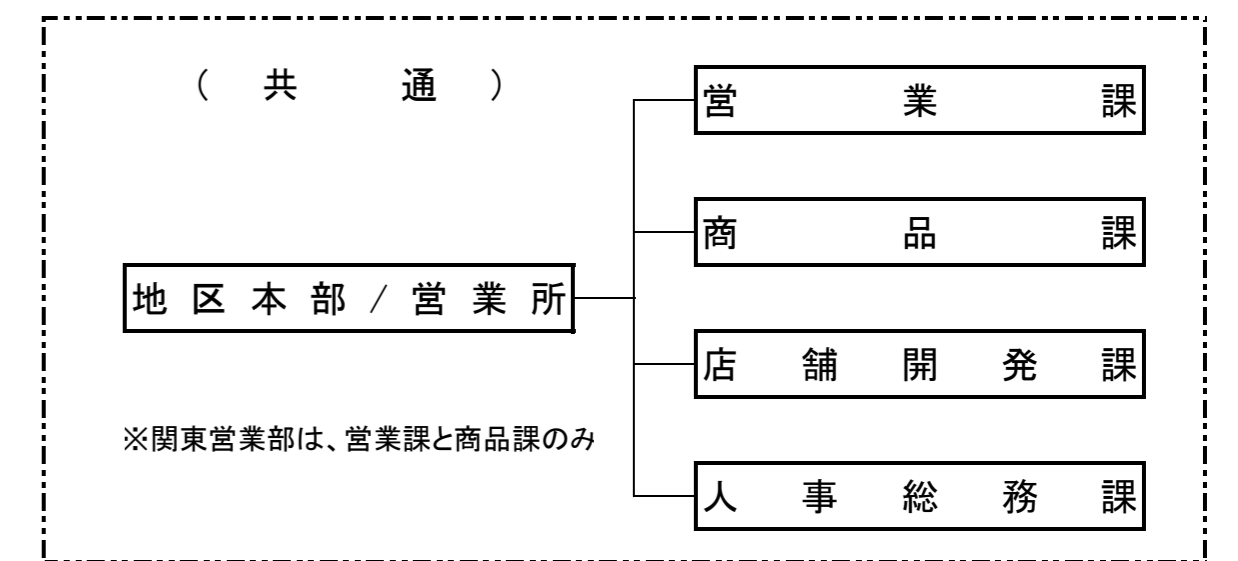 （共通）
営業課
商品課
地区本部/営業所
店舗開発課
※関東営業部は、営業課と商品課のみ
人事総務課